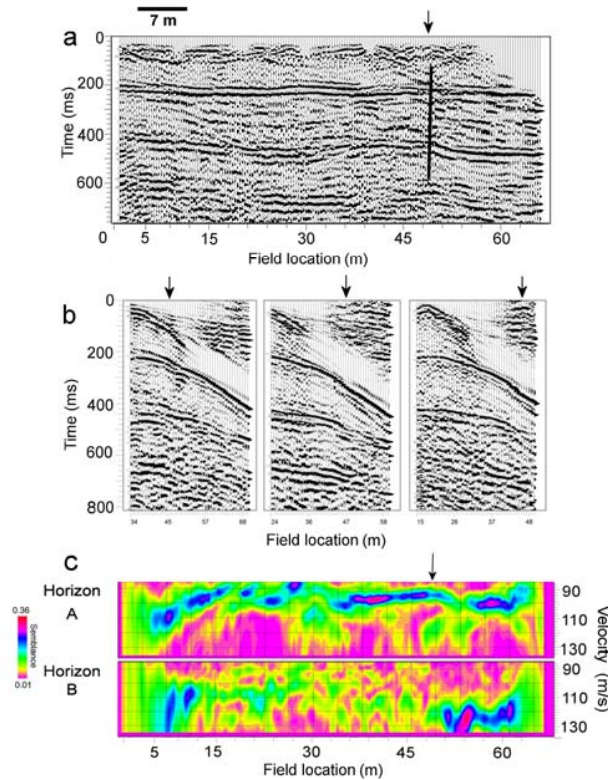 7 m
a
0
200
400
600
Time (ms)
0 5 15 30 45 60
Field location (m)
b
0
200
400
600
800
Time (ms)
34 45 57 68 24 36 47 58 15 26 37 48
Field location (m)
c
Horizon
A
Horizon
B
0.36
Semblance
0.01
90
110
130
90
110
130
Velocity (m/s)
5 15 30 45 60
Field location (m)